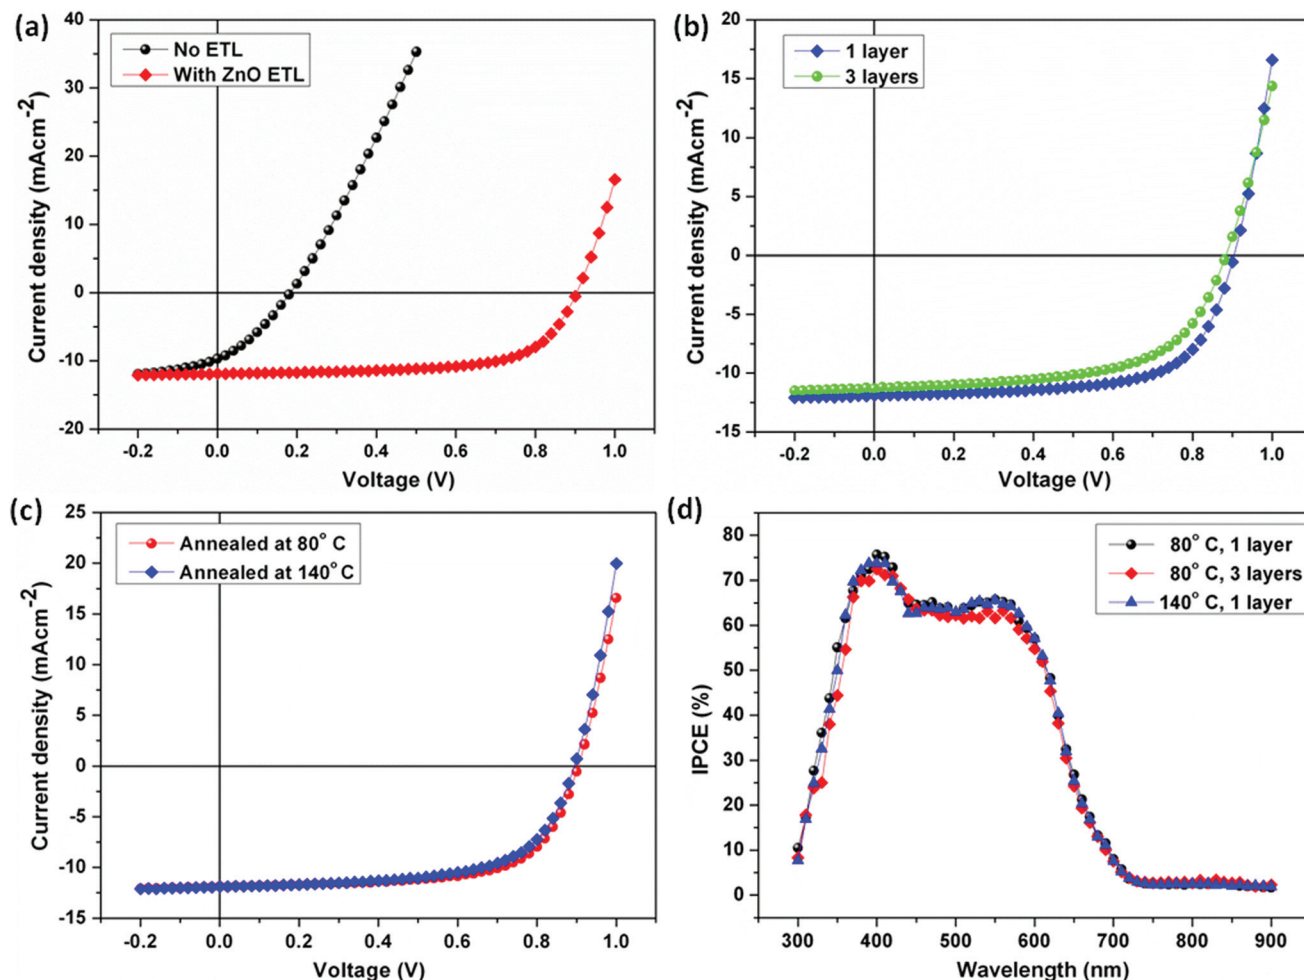 (a)
No ETL
With ZnO ETL
Current density (mAcm-2)
40
30
20
10
0
-10
-20
-0.2 0.0 0.2 0.4 0.6 0.8 1.0
Voltage (V)
(b)
1 layer
3 layers
Current density (mAcm-2)
20
15
10
5
0
-5
-10
-15
-0.2 0.0 0.2 0.4 0.6 0.8 1.0
Voltage (V)
(c)
Annealed at 80° C
Annealed at 140° C
Current density (mAcm-2)
25
20
15
10
5
0
-5
-10
-15
-0.2 0.0 0.2 0.4 0.6 0.8 1.0
Voltage (V)
(d)
80° C, 1 layer
80° C, 3 layers
140° C, 1 layer
IPCE (%)
80
70
60
50
40
30
20
10
0
300 400 500 600 700 800 900
Wavelength (nm)